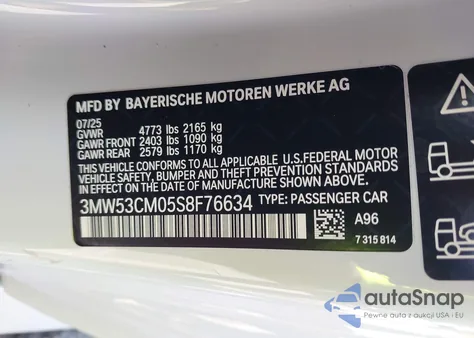 MFD BY BAYERISCHE MOTOREN WERKE AG
07/25
GVWR 4773 lbs 2165 kg
GAWR FRONT 2403 lbs 1090 kg
GAWR REAR 2579 lbs 1170 kg
THIS VEHICLE CONFORMS TO ALL APPLICABLE U.S.FEDERAL MOTOR
VEHICLE SAFETY, BUMPER AND THEFT PREVENTION STANDARDS
IN EFFECT ON THE DATE OF MANUFACTURE SHOWN ABOVE.
3MW53CM05S8F76634 TYPE: PASSENGER CAR
A96
7 315 814
autoSnap
Pewne auta z aukcji USA i EU